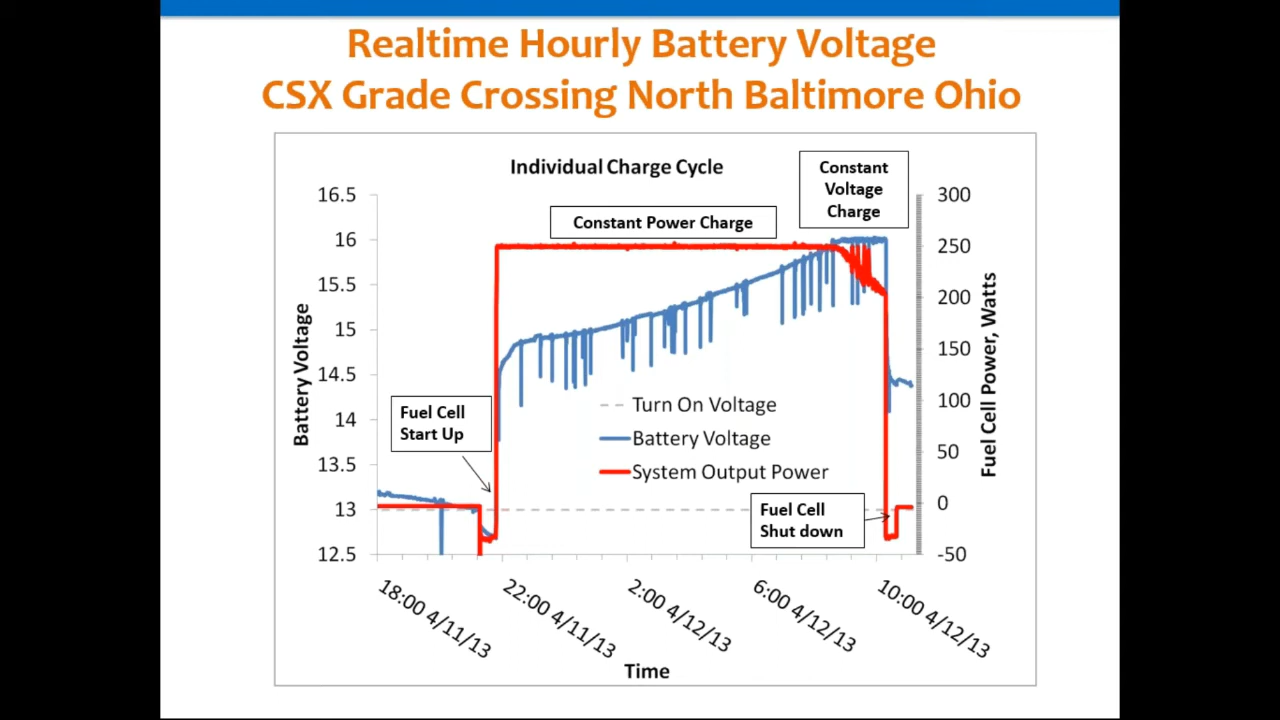 Realtime Hourly Battery Voltage
CSX Grade Crossing North Baltimore Ohio
Individual Charge Cycle
Constant
Voltage
Charge
Constant Power Charge
16.5
16
15.5
15
14.5
14
13.5
13
12.5
Battery Voltage
300
250
200
150
100
50
0
-50
Fuel Cell Power, Watts
Fuel Cell
Start Up
Turn On Voltage
Battery Voltage
System Output Power
Fuel Cell
Shut down
18:00 4/11/13
22:00 4/11/13
2:00 4/12/13
6:00 4/12/13
10:00 4/12/13
Time